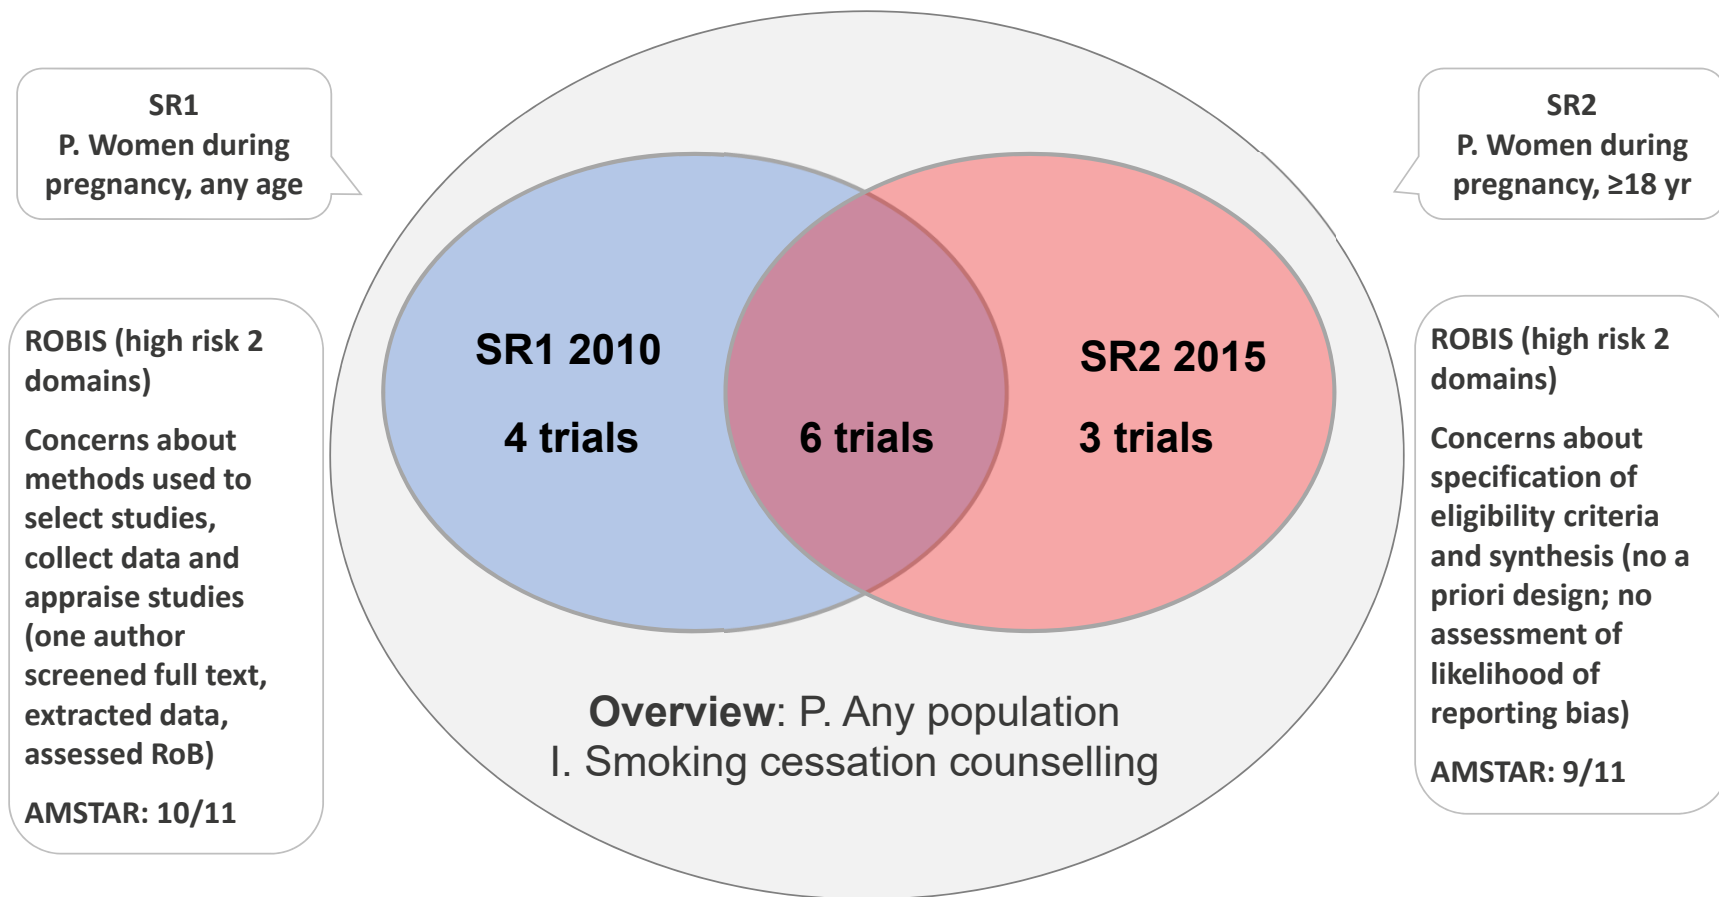 SR1
P. Women during
pregnancy, any age
SR2
P. Women during
pregnancy, ≥18 yr
ROBIS (high risk 2
domains)
Concerns about
methods used to
select studies,
collect data and
appraise studies
(one author
screened full text,
extracted data,
assessed RoB)
AMSTAR: 10/11
SR1 2010
4 trials
6 trials
SR2 2015
3 trials
Overview: P. Any population
I. Smoking cessation counselling
ROBIS (high risk 2
domains)
Concerns about
specification of
eligibility criteria
and synthesis (no a
priori design; no
assessment of
likelihood of
reporting bias)
AMSTAR: 9/11